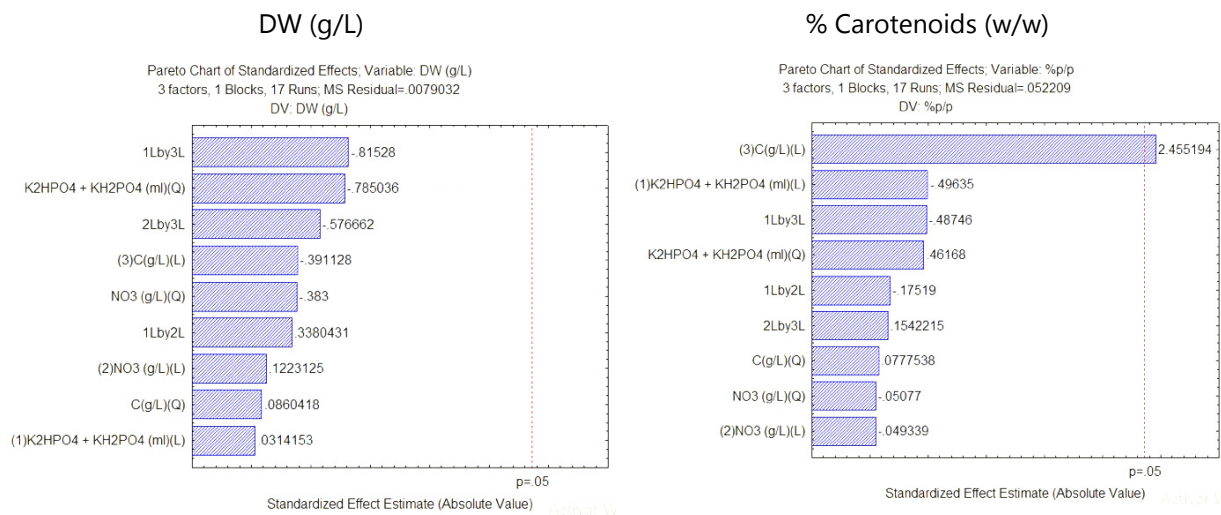 DW (g/L)
Pareto Chart of Standardized Effects; Variable: DW (g/L)
3 factors, 1 Blocks, 17 Runs; MS Residual=.0079032
DV: DW (g/L)
1Lby3L -.81528
K2HPO4 + KH2PO4 (ml)(Q) -.785036
2Lby3L -.576662
(3)C(g/L)(L) -.391128
NO3 (g/L)(Q) -.383
1Lby2L .3380431
(2)NO3 (g/L)(L) .1223125
C(g/L)(Q) .0860418
(1)K2HPO4 + KH2PO4 (ml)(L) .0314153
p=.05
Standardized Effect Estimate (Absolute Value)
% Carotenoids (w/w)
Pareto Chart of Standardized Effects; Variable: %p/p
3 factors, 1 Blocks, 17 Runs; MS Residual=.052209
DV: %p/p
(3)C(g/L)(L) 2.455194
(1)K2HPO4 + KH2PO4 (ml)(L) -.49635
1Lby3L -.48746
K2HPO4 + KH2PO4 (ml)(Q) .46168
1Lby2L -.17519
2Lby3L .1542215
C(g/L)(Q) .0777538
NO3 (g/L)(Q) -.05077
(2)NO3 (g/L)(L) -.049339
p=.05
Standardized Effect Estimate (Absolute Value)